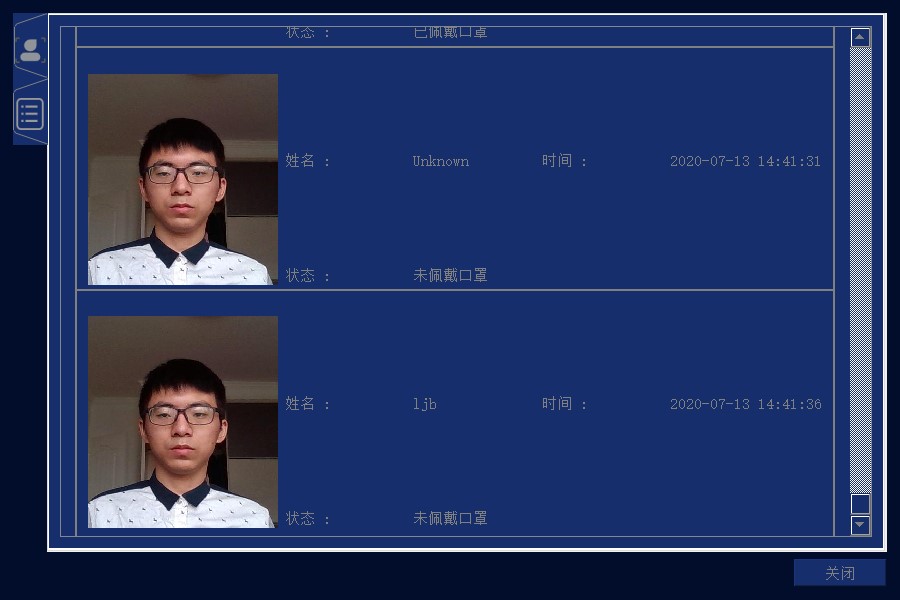 状态 : 已佩戴口罩
姓名 : Unknown 时间 : 2020-07-13 14:41:31
状态 : 未佩戴口罩
姓名 : ljb 时间 : 2020-07-13 14:41:36
状态 : 未佩戴口罩
关闭